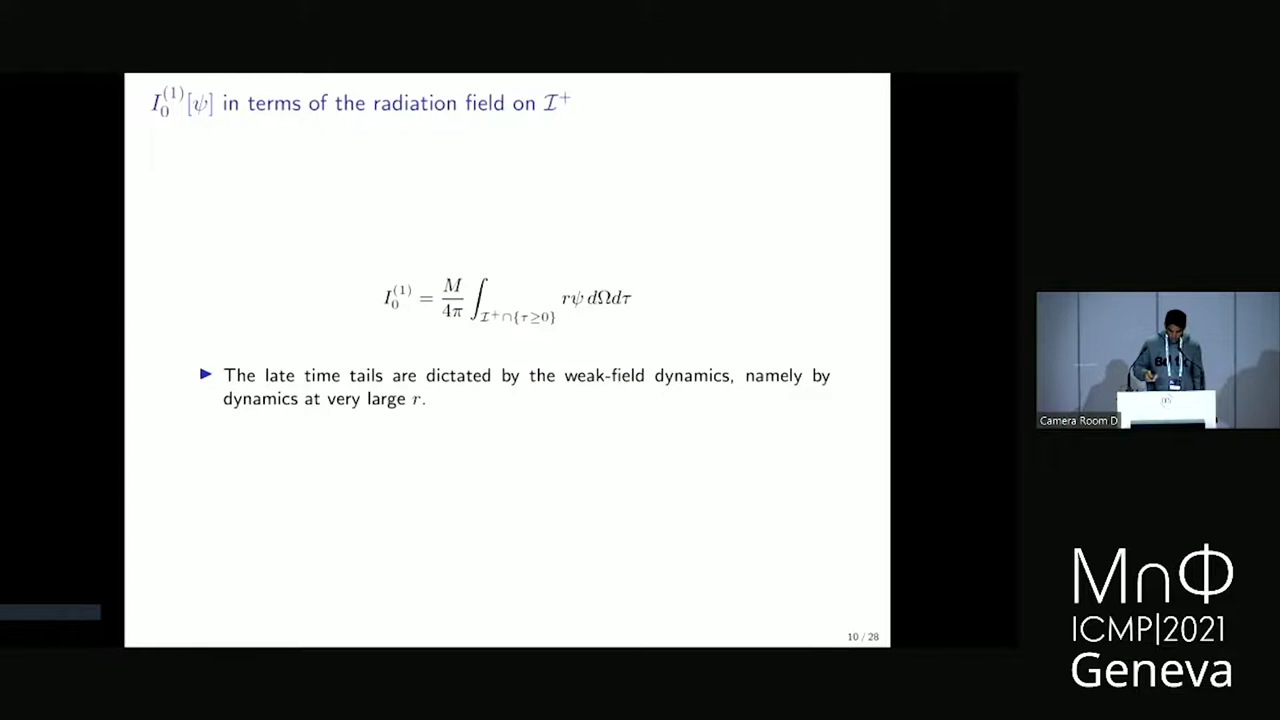 I₀⁽¹⁾[ψ] in terms of the radiation field on 𝓘⁺
I₀⁽¹⁾ = M/4π ∫_{𝓘⁺∩{τ≥0}} rψ dΩdτ
▶ The late time tails are dictated by the weak-field dynamics, namely by
dynamics at very large r.
10 / 28
Camera Room D
M∩Φ
ICMP|2021
Geneva